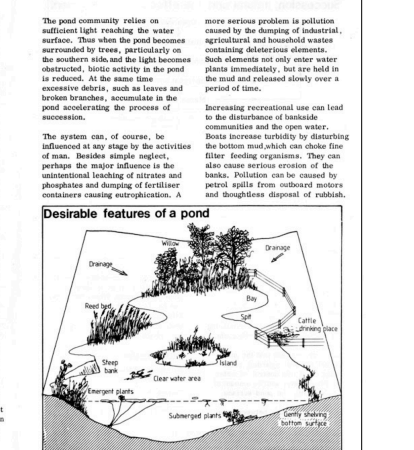 The pond community relies on
sufficient light reaching the water
surface. Thus when the pond becomes
surrounded by trees, particularly on
the southern side, and the light becomes
obstructed, biotic activity in the pond
is reduced. At the same time
excessive debris, such as leaves and
broken branches, accumulate in the
pond accelerating the process of
succession.
The system can, of course, be
influenced at any stage by the activities
of man. Besides simple neglect,
perhaps the major influence is the
unintentional leaching of nitrates and
phosphates and dumping of fertiliser
containers causing eutrophication. A
more serious problem is pollution
caused by the dumping of industrial,
agricultural and household wastes
containing deleterious elements.
Such elements not only enter water
plants immediately, but are held in
the mud and released slowly over a
period of time.
Increasing recreational use can lead
to the disturbance of bankside
communities and the open water.
Boats increase turbidity by disturbing
the bottom mud, which can choke fine
filter feeding organisms. They can
also cause serious erosion of the
banks. Pollution can be caused by
petrol spills from outboard motors
and thoughtless disposal of rubbish.
Desirable features of a pond
Willow
Drainage
Drainage
Bay
Reed bed
Spit
Cattle
drinking place
Steep
bank
Island
Clear water area
Emergent plants
Submerged plants
Gently shelving
bottom surface
t
n